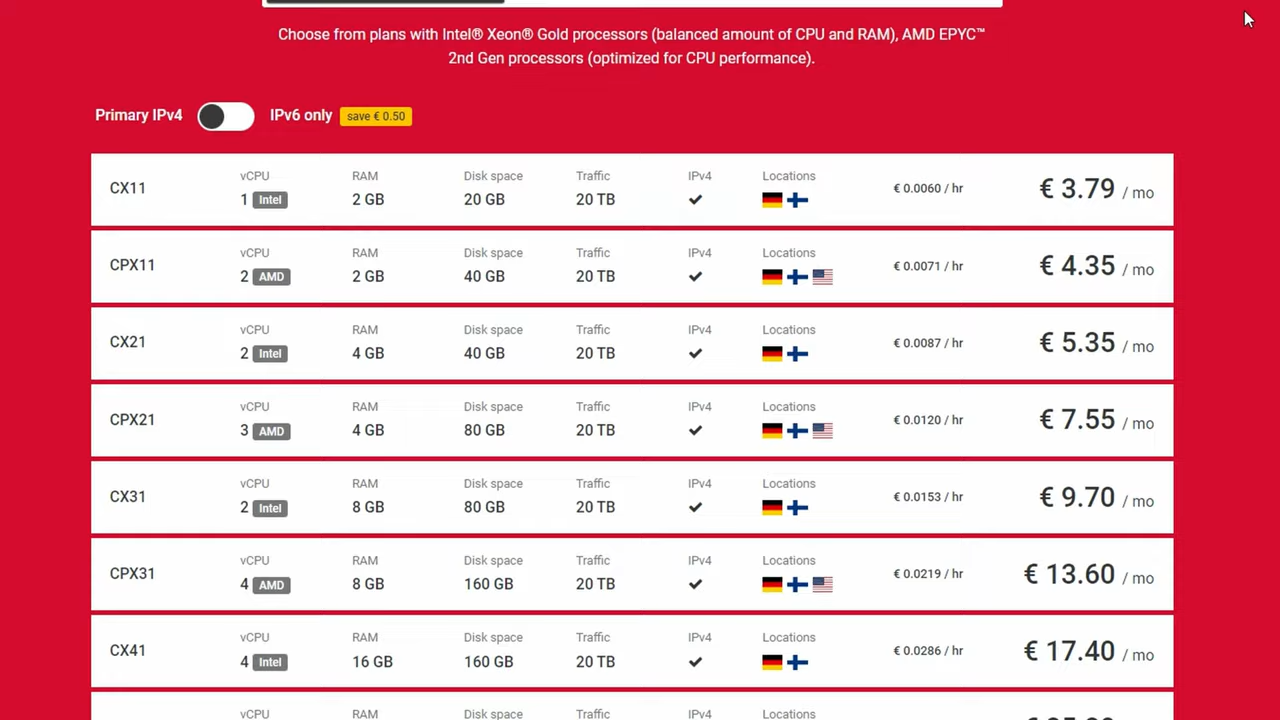 Choose from plans with Intel® Xeon® Gold processors (balanced amount of CPU and RAM), AMD EPYC™
2nd Gen processors (optimized for CPU performance).
Primary IPv4 IPv6 only save € 0.50
vCPU RAM Disk space Traffic IPv4 Locations
CX11 1 Intel 2 GB 20 GB 20 TB € 0.0060 / hr € 3.79 / mo
vCPU RAM Disk space Traffic IPv4 Locations
CPX11 2 AMD 2 GB 40 GB 20 TB € 0.0071 / hr € 4.35 / mo
vCPU RAM Disk space Traffic IPv4 Locations
CX21 2 Intel 4 GB 40 GB 20 TB € 0.0087 / hr € 5.35 / mo
vCPU RAM Disk space Traffic IPv4 Locations
CPX21 3 AMD 4 GB 80 GB 20 TB € 0.0120 / hr € 7.55 / mo
vCPU RAM Disk space Traffic IPv4 Locations
CX31 2 Intel 8 GB 80 GB 20 TB € 0.0153 / hr € 9.70 / mo
vCPU RAM Disk space Traffic IPv4 Locations
CPX31 4 AMD 8 GB 160 GB 20 TB € 0.0219 / hr € 13.60 / mo
vCPU RAM Disk space Traffic IPv4 Locations
CX41 4 Intel 16 GB 160 GB 20 TB € 0.0286 / hr € 17.40 / mo
vCPU RAM Disk space Traffic IPv4 Locations